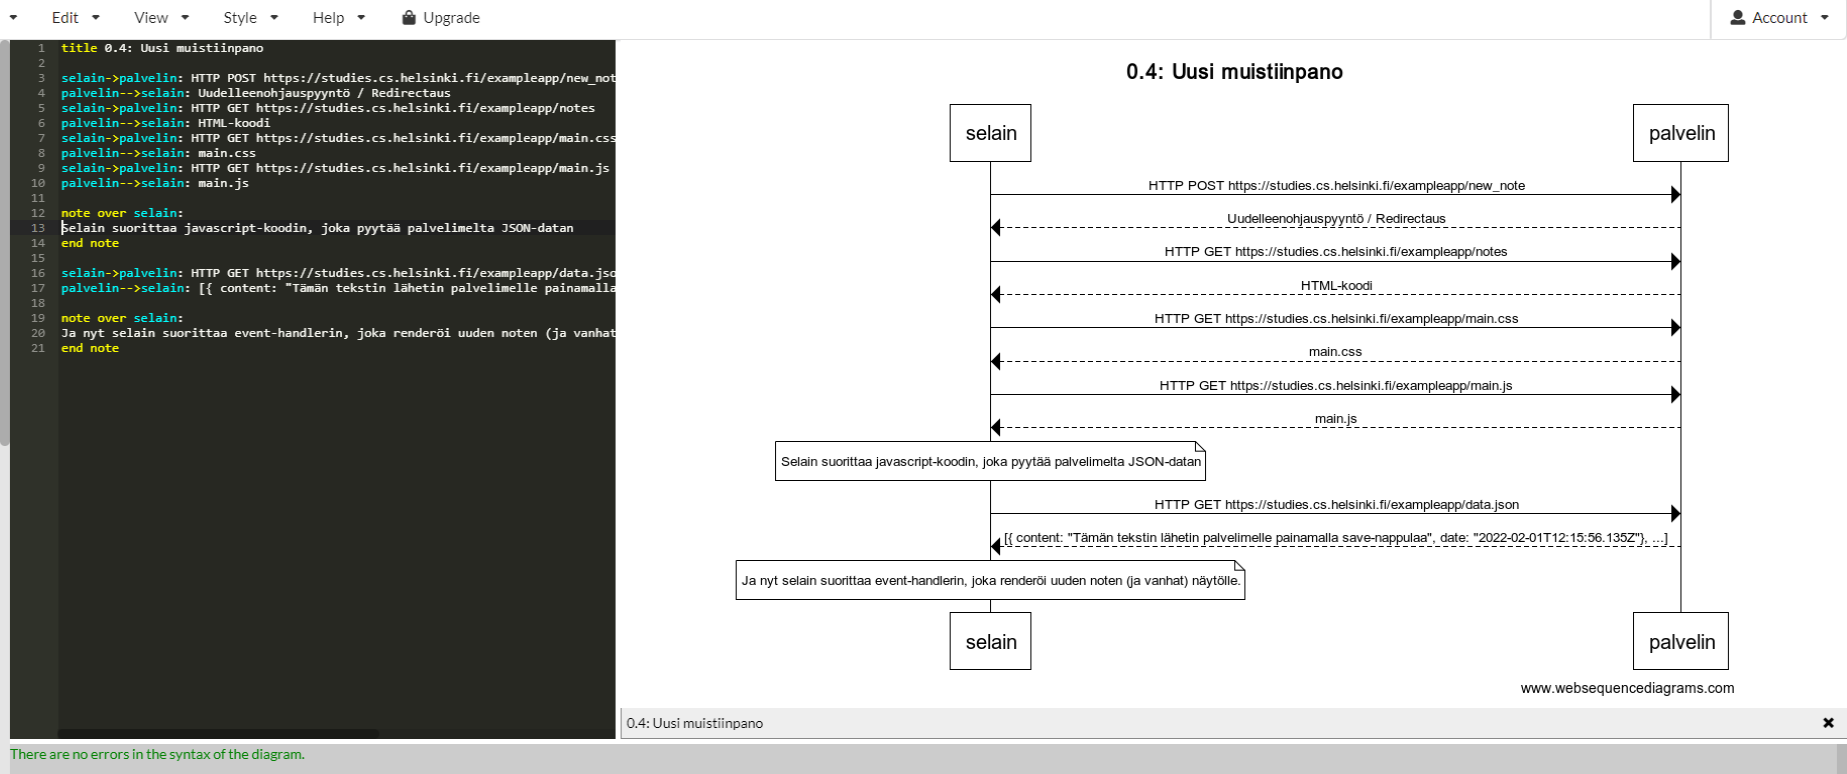 Edit View Style Help Upgrade Account
1 title 0.4: Uusi muistiinpano
2
3 selain->palvelin: HTTP POST https://studies.cs.helsinki.fi/exampleapp/new_not
4 palvelin-->selain: Uudelleenohjauspyyntö / Redirectaus
5 selain->palvelin: HTTP GET https://studies.cs.helsinki.fi/exampleapp/notes
6 palvelin-->selain: HTML-koodi
7 selain->palvelin: HTTP GET https://studies.cs.helsinki.fi/exampleapp/main.css
8 palvelin-->selain: main.css
9 selain->palvelin: HTTP GET https://studies.cs.helsinki.fi/exampleapp/main.js
10 palvelin-->selain: main.js
11
12 note over selain:
13 Selain suorittaa javascript-koodin, joka pyytää palvelimelta JSON-datan
14 end note
15
16 selain->palvelin: HTTP GET https://studies.cs.helsinki.fi/exampleapp/data.jso
17 palvelin-->selain: [{ content: "Tämän tekstin lähetin palvelimelle painamalla
18
19 note over selain:
20 Ja nyt selain suorittaa event-handlerin, joka renderöi uuden noten (ja vanhat
21 end note
0.4: Uusi muistiinpano
selain palvelin
HTTP POST https://studies.cs.helsinki.fi/exampleapp/new_note
Uudelleenohjauspyyntö / Redirectaus
HTTP GET https://studies.cs.helsinki.fi/exampleapp/notes
HTML-koodi
HTTP GET https://studies.cs.helsinki.fi/exampleapp/main.css
main.css
HTTP GET https://studies.cs.helsinki.fi/exampleapp/main.js
main.js
Selain suorittaa javascript-koodin, joka pyytää palvelimelta JSON-datan
HTTP GET https://studies.cs.helsinki.fi/exampleapp/data.json
[{ content: "Tämän tekstin lähetin palvelimelle painamalla save-nappulaa", date: "2022-02-01T12:15:56.135Z"}, ...]
Ja nyt selain suorittaa event-handlerin, joka renderöi uuden noten (ja vanhat) näytölle.
selain palvelin
www.websequencediagrams.com
0.4: Uusi muistiinpano
There are no errors in the syntax of the diagram.